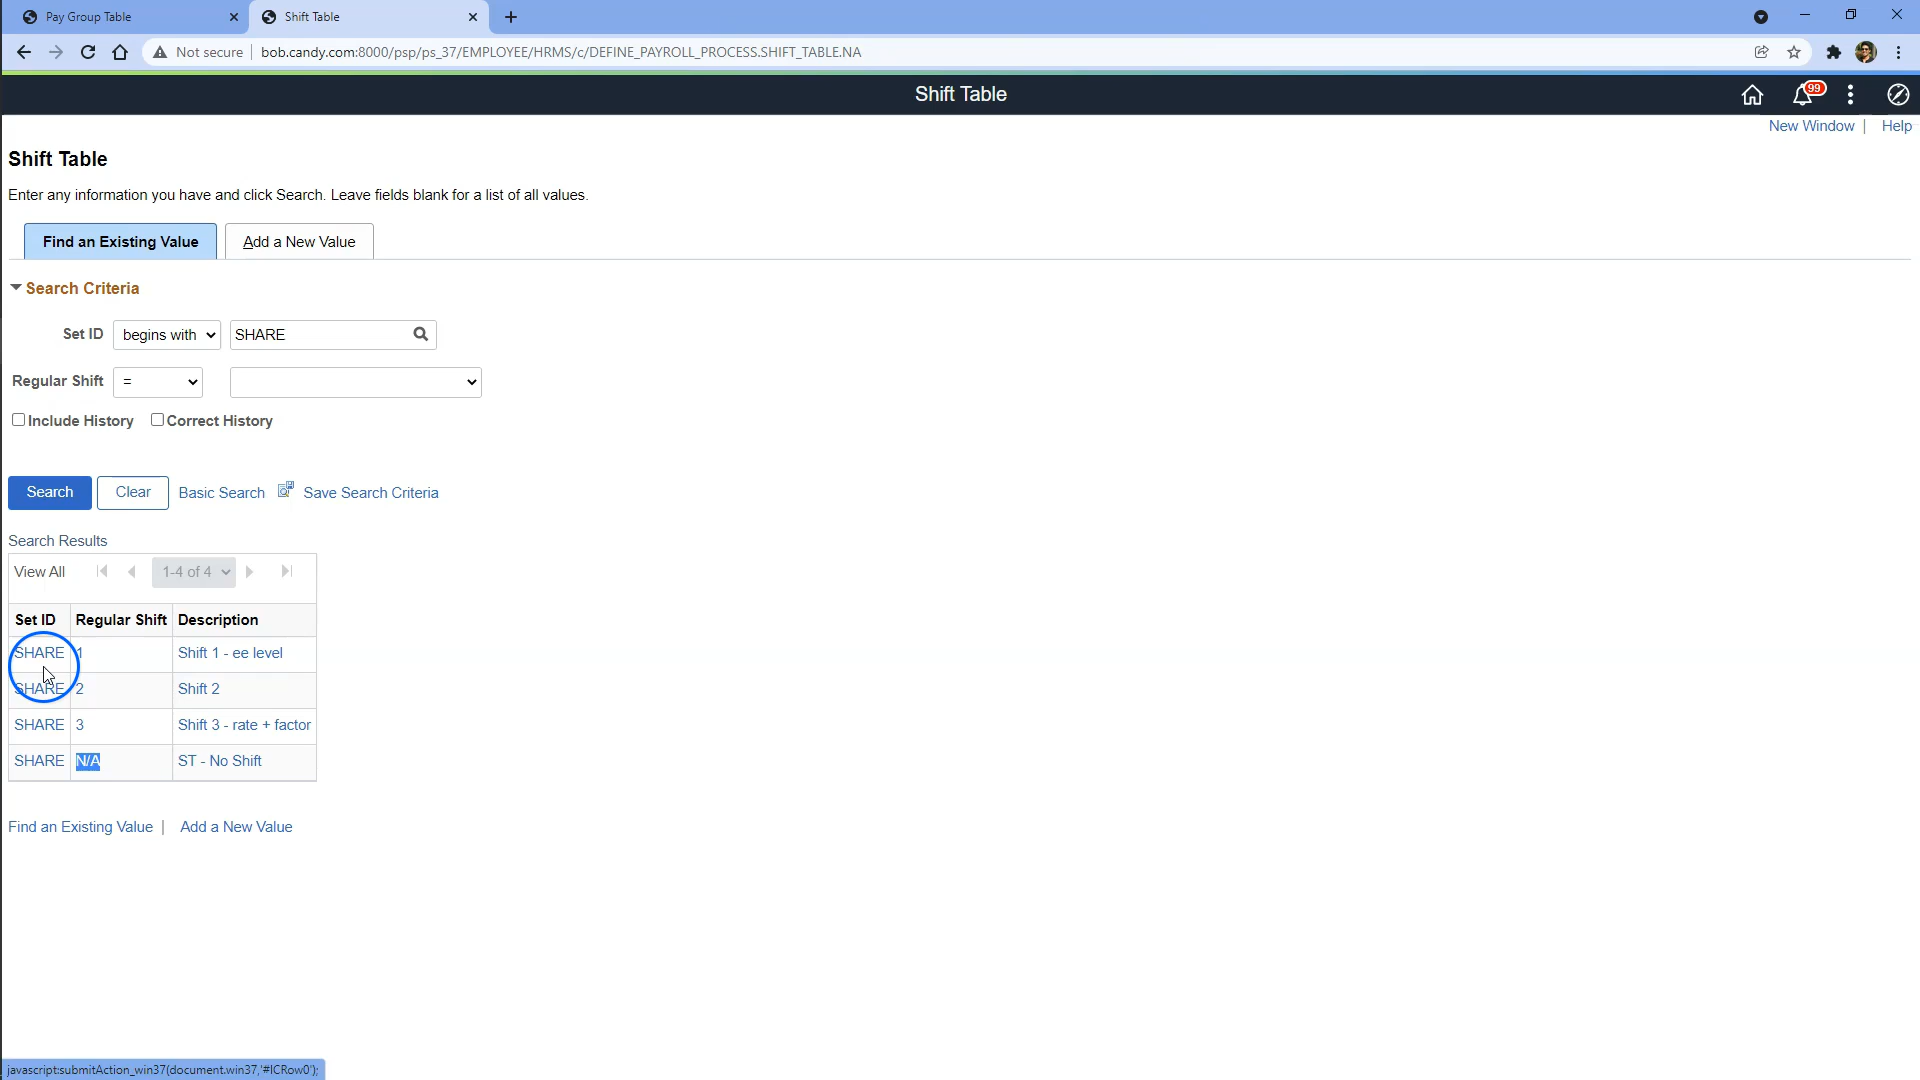 Pay Group Table
Shift Table
Not secure
bob.candy.com:8000/psp/ps_37/EMPLOYEE/HRMS/c/DEFINE_PAYROLL_PROCESS.SHIFT_TABLE.NA
Shift Table
99
New Window | Help
Shift Table
Enter any information you have and click Search. Leave fields blank for a list of all values.
Find an Existing Value
Add a New Value
Search Criteria
Set ID begins with SHARE
Regular Shift =
Include History Correct History
Search Clear Basic Search Save Search Criteria
Search Results
View All 1-4 of 4
Set ID Regular Shift Description
SHARE 1 Shift 1 - ee level
SHARE 2 Shift 2
SHARE 3 Shift 3 - rate + factor
SHARE N/A ST - No Shift
Find an Existing Value | Add a New Value
javascript:submitAction_win37(document.win37,'#ICRow0');